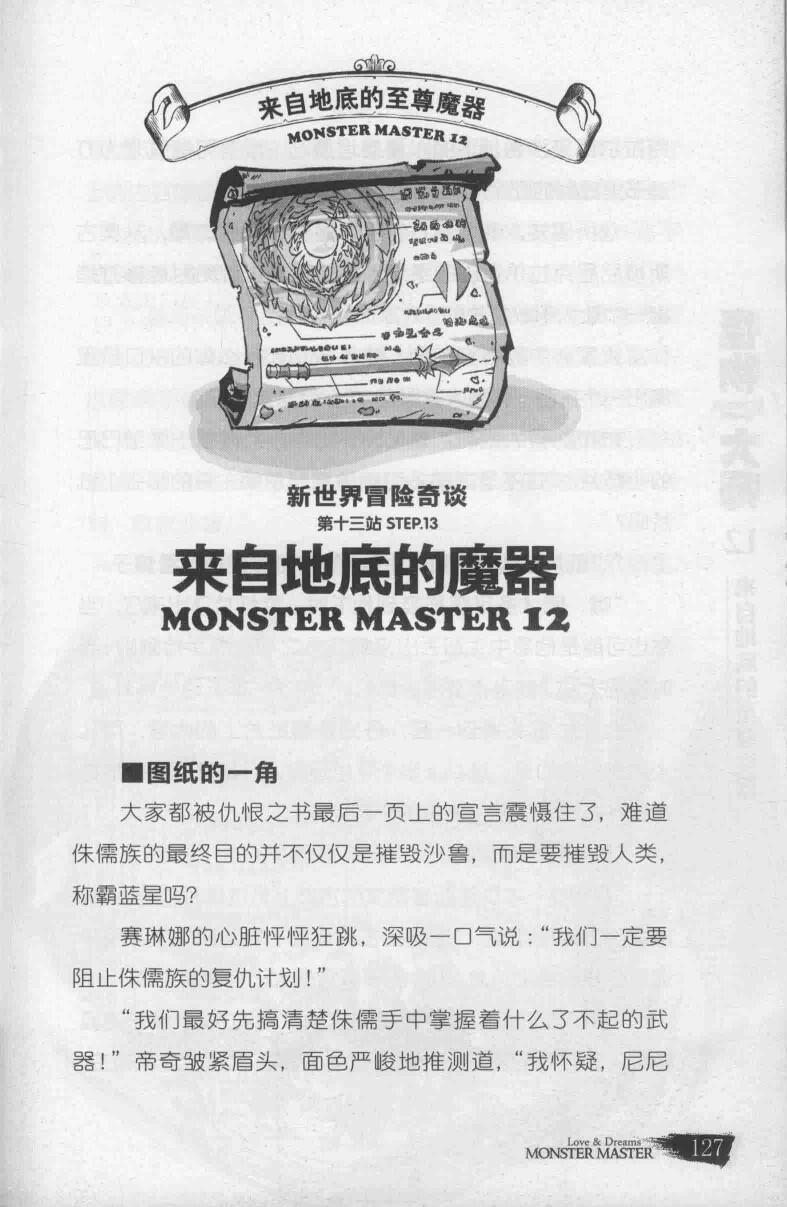 来自地底的至尊魔器
MONSTER MASTER 12
新世界冒险奇谈
第十三站 STEP.13
来自地底的魔器
MONSTER MASTER 12
■图纸的一角
大家都被仇恨之书最后一页上的宣言震慑住了，难道
侏儒族的最终目的并不仅仅是摧毁沙鲁，而是要摧毁人类，
称霸蓝星吗？
赛琳娜的心脏怦怦狂跳，深吸一口气说：“我们一定要
阻止侏儒族的复仇计划！”
“我们最好先搞清楚侏儒手中掌握着什么了不起的武
器！”帝奇皱紧眉头，面色严峻地推测道，“我怀疑，尼尼
Love & Dreams
MONSTER MASTER 127